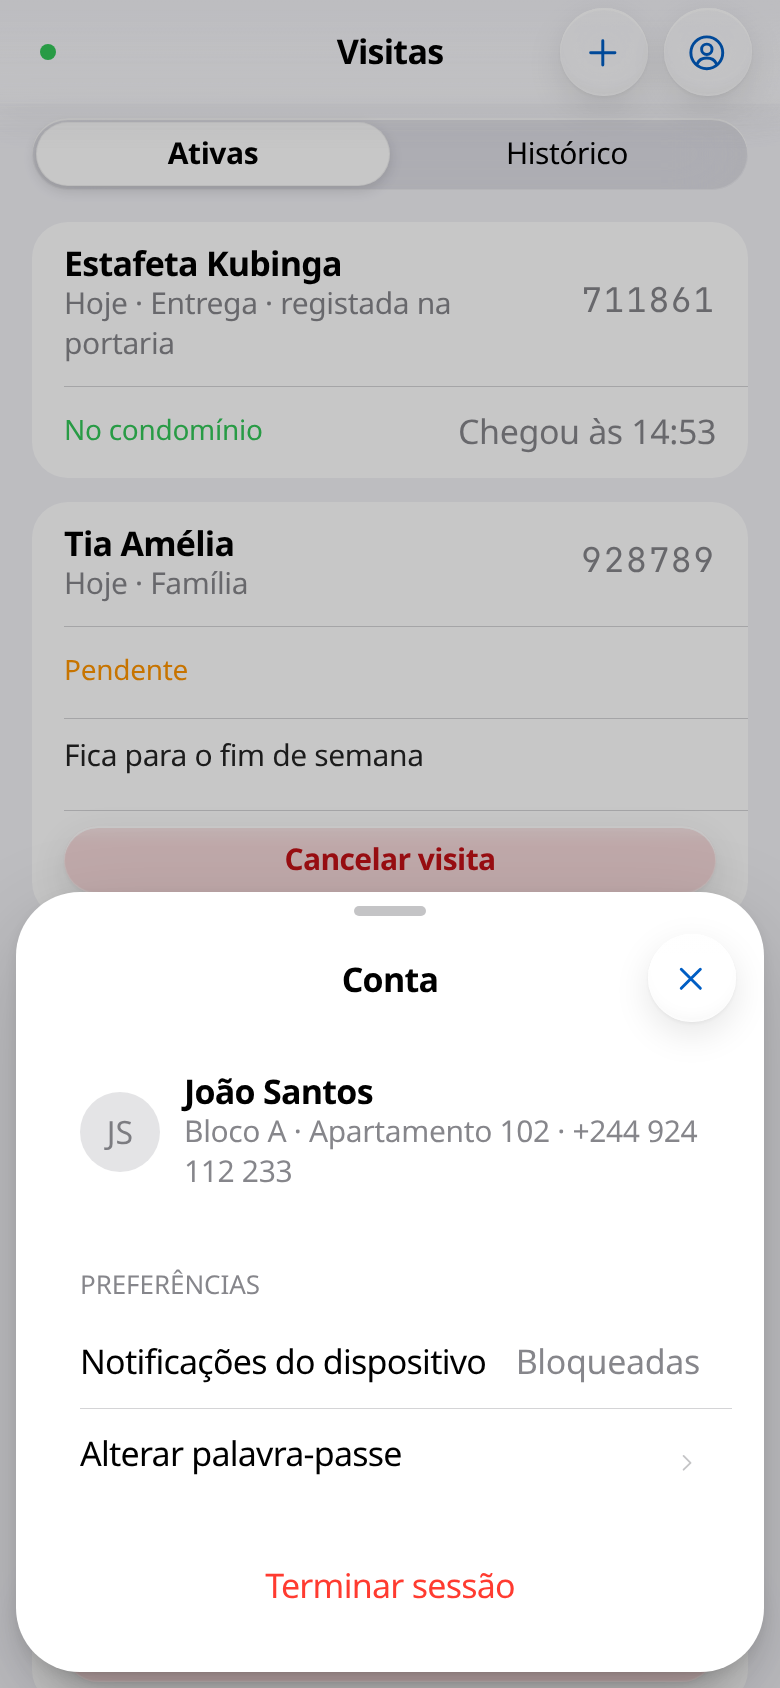 Visitas
Ativas
Histórico
Estafeta Kubinga
Hoje · Entrega · registada na
portaria
711861
No condomínio
Chegou às 14:53
Tia Amélia
Hoje · Família
928789
Pendente
Fica para o fim de semana
Cancelar visita
Conta
JS
João Santos
Bloco A · Apartamento 102 · +244 924
112 233
PREFERÊNCIAS
Notificações do dispositivo
Bloqueadas
Alterar palavra-passe
Terminar sessão